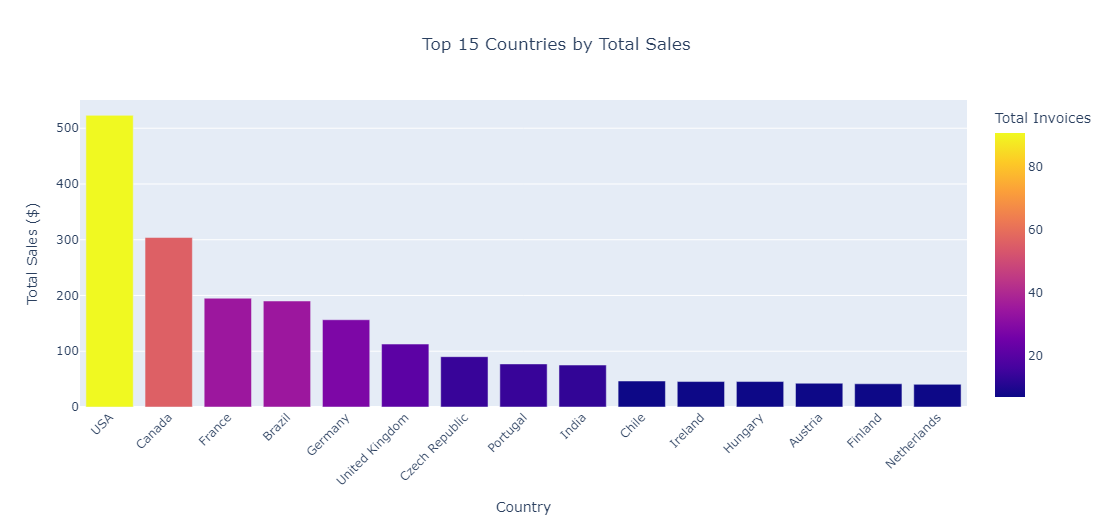 Top 15 Countries by Total Sales
Total Sales ($)
500
400
300
200
100
0
USA
Canada
France
Brazil
Germany
United Kingdom
Czech Republic
Portugal
India
Chile
Ireland
Hungary
Austria
Finland
Netherlands
Country
Total Invoices
80
60
40
20